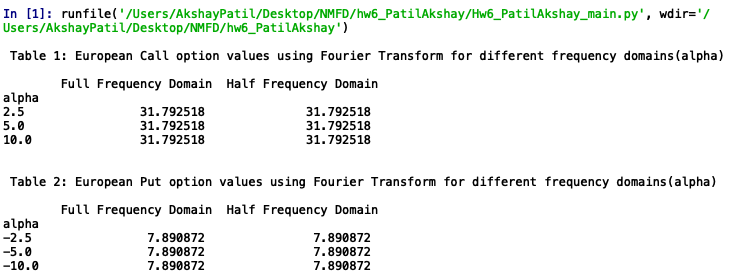 In [1]: runfile('/Users/AkshayPatil/Desktop/NMFD/hw6_PatilAkshay/Hw6_PatilAkshay_main.py', wdir='/
Users/AkshayPatil/Desktop/NMFD/hw6_PatilAkshay')
Table 1: European Call option values using Fourier Transform for different frequency domains(alpha)
Full Frequency Domain Half Frequency Domain
alpha
2.5 31.792518 31.792518
5.0 31.792518 31.792518
10.0 31.792518 31.792518
Table 2: European Put option values using Fourier Transform for different frequency domains(alpha)
Full Frequency Domain Half Frequency Domain
alpha
-2.5 7.890872 7.890872
-5.0 7.890872 7.890872
-10.0 7.890872 7.890872